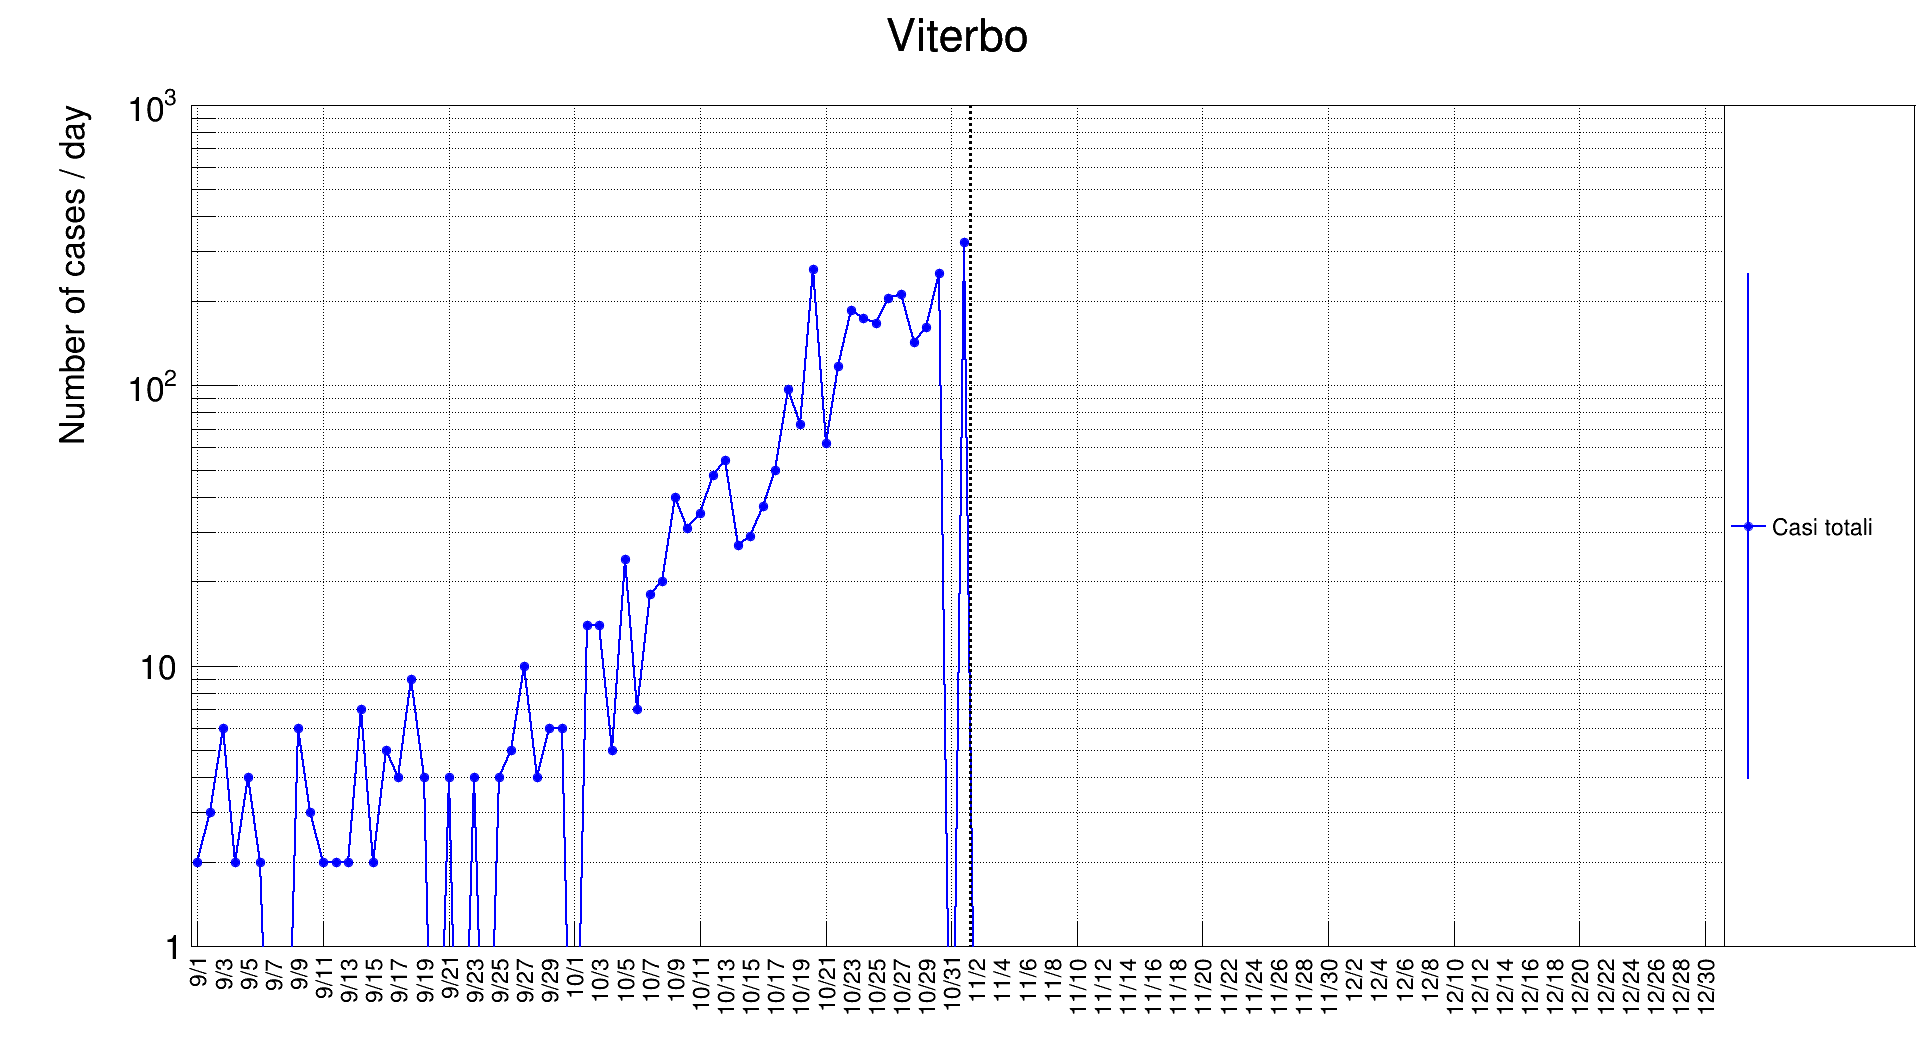 Viterbo
Number of cases / day
10³
10²
10
1
9/1 9/3 9/5 9/7 9/9 9/11 9/13 9/15 9/17 9/19 9/21 9/23 9/25 9/27 9/29 10/1 10/3 10/5 10/7 10/9 10/11 10/13 10/15 10/17 10/19 10/21 10/23 10/25 10/27 10/29 10/31 11/2 11/4 11/6 11/8 11/10 11/12 11/14 11/16 11/18 11/20 11/22 11/24 11/26 11/28 11/30 12/2 12/4 12/6 12/8 12/10 12/12 12/14 12/16 12/18 12/20 12/22 12/24 12/26 12/28 12/30
Casi totali